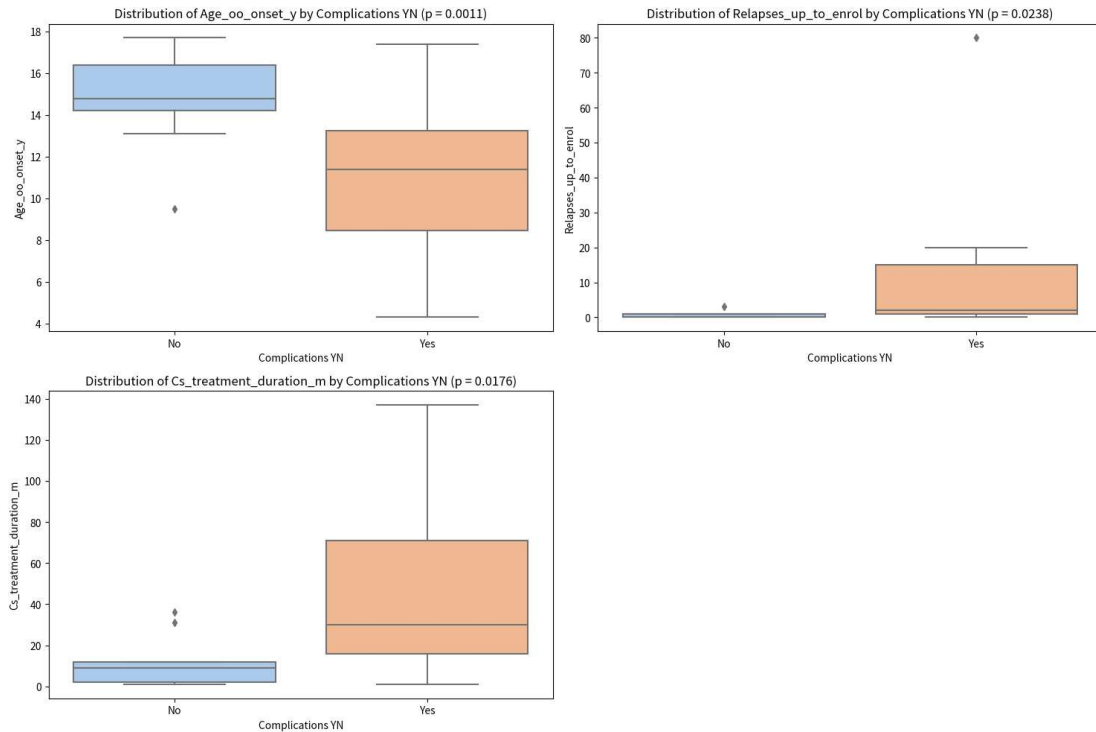 Distribution of Age_oo_onset_y by Complications YN (p = 0.0011)
18
16
14
12
10
8
6
4
Age_oo_onset_y
No
Yes
Complications YN
Distribution of Relapses_up_to_enrol by Complications YN (p = 0.0238)
80
70
60
50
40
30
20
10
0
Relapses_up_to_enrol
No
Yes
Complications YN
Distribution of Cs_treatment_duration_m by Complications YN (p = 0.0176)
140
120
100
80
60
40
20
0
Cs_treatment_duration_m
No
Yes
Complications YN